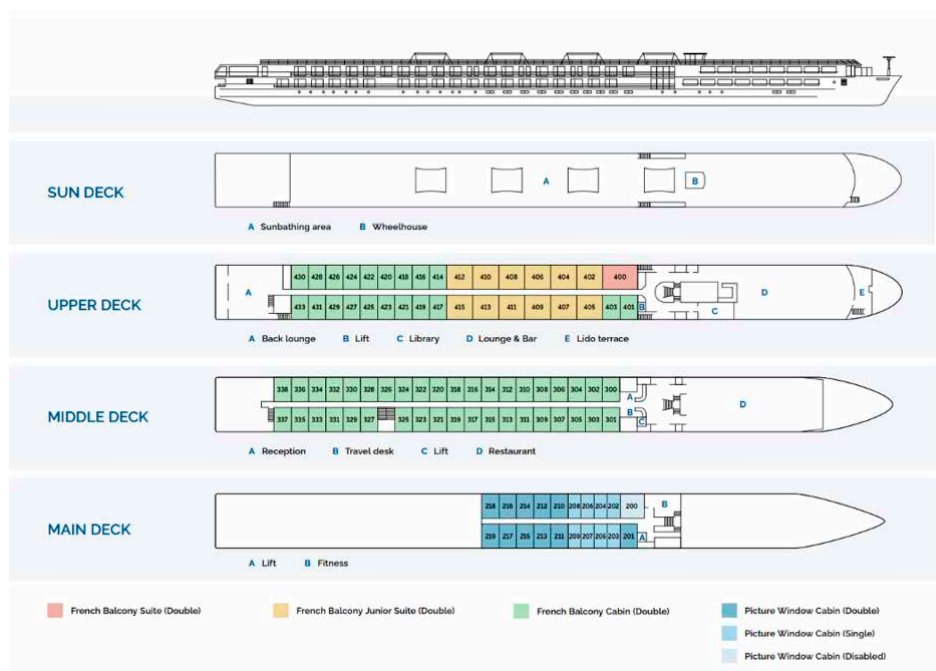 SUN DECK
A
B
A Sunbathing area B Wheelhouse
430 428 426 424 422 420 418 416 414 412 410 408 406 404 402 400
UPPER DECK
A
D
E
433 431 429 427 425 423 421 419 417 415 413 411 409 407 405 403 401 B
C
A Back lounge B Lift C Library D Lounge & Bar E Lido terrace
338 336 334 332 330 328 326 324 322 320 318 316 314 312 310 308 306 304 302 300
A
MIDDLE DECK
B
D
337 335 333 331 329 327 325 323 321 319 317 315 313 311 309 307 305 303 301 C
A Reception B Travel desk C Lift D Restaurant
218 216 214 212 210 208 206 204 202 200 B
MAIN DECK
219 217 215 213 211 209 207 205 203 201 A
A Lift B Fitness
French Balcony Suite (Double)
French Balcony Junior Suite (Double)
French Balcony Cabin (Double)
Picture Window Cabin (Double)
Picture Window Cabin (Single)
Picture Window Cabin (Disabled)